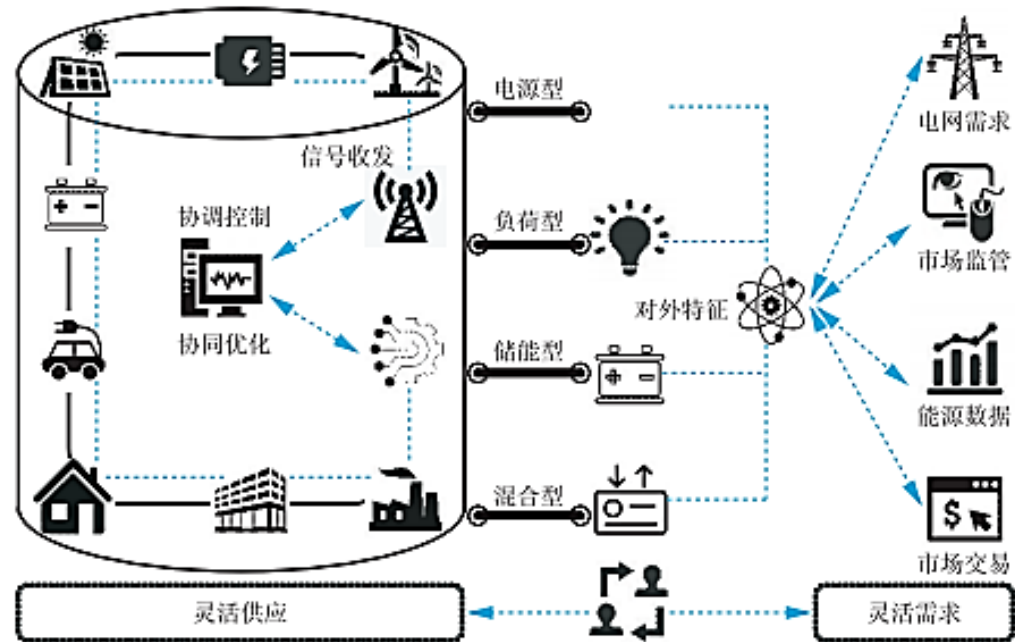 电源型
电网需求
信号收发
协调控制
负荷型
市场监管
对外特征
协同优化
储能型
能源数据
混合型
$
市场交易
灵活供应
灵活需求